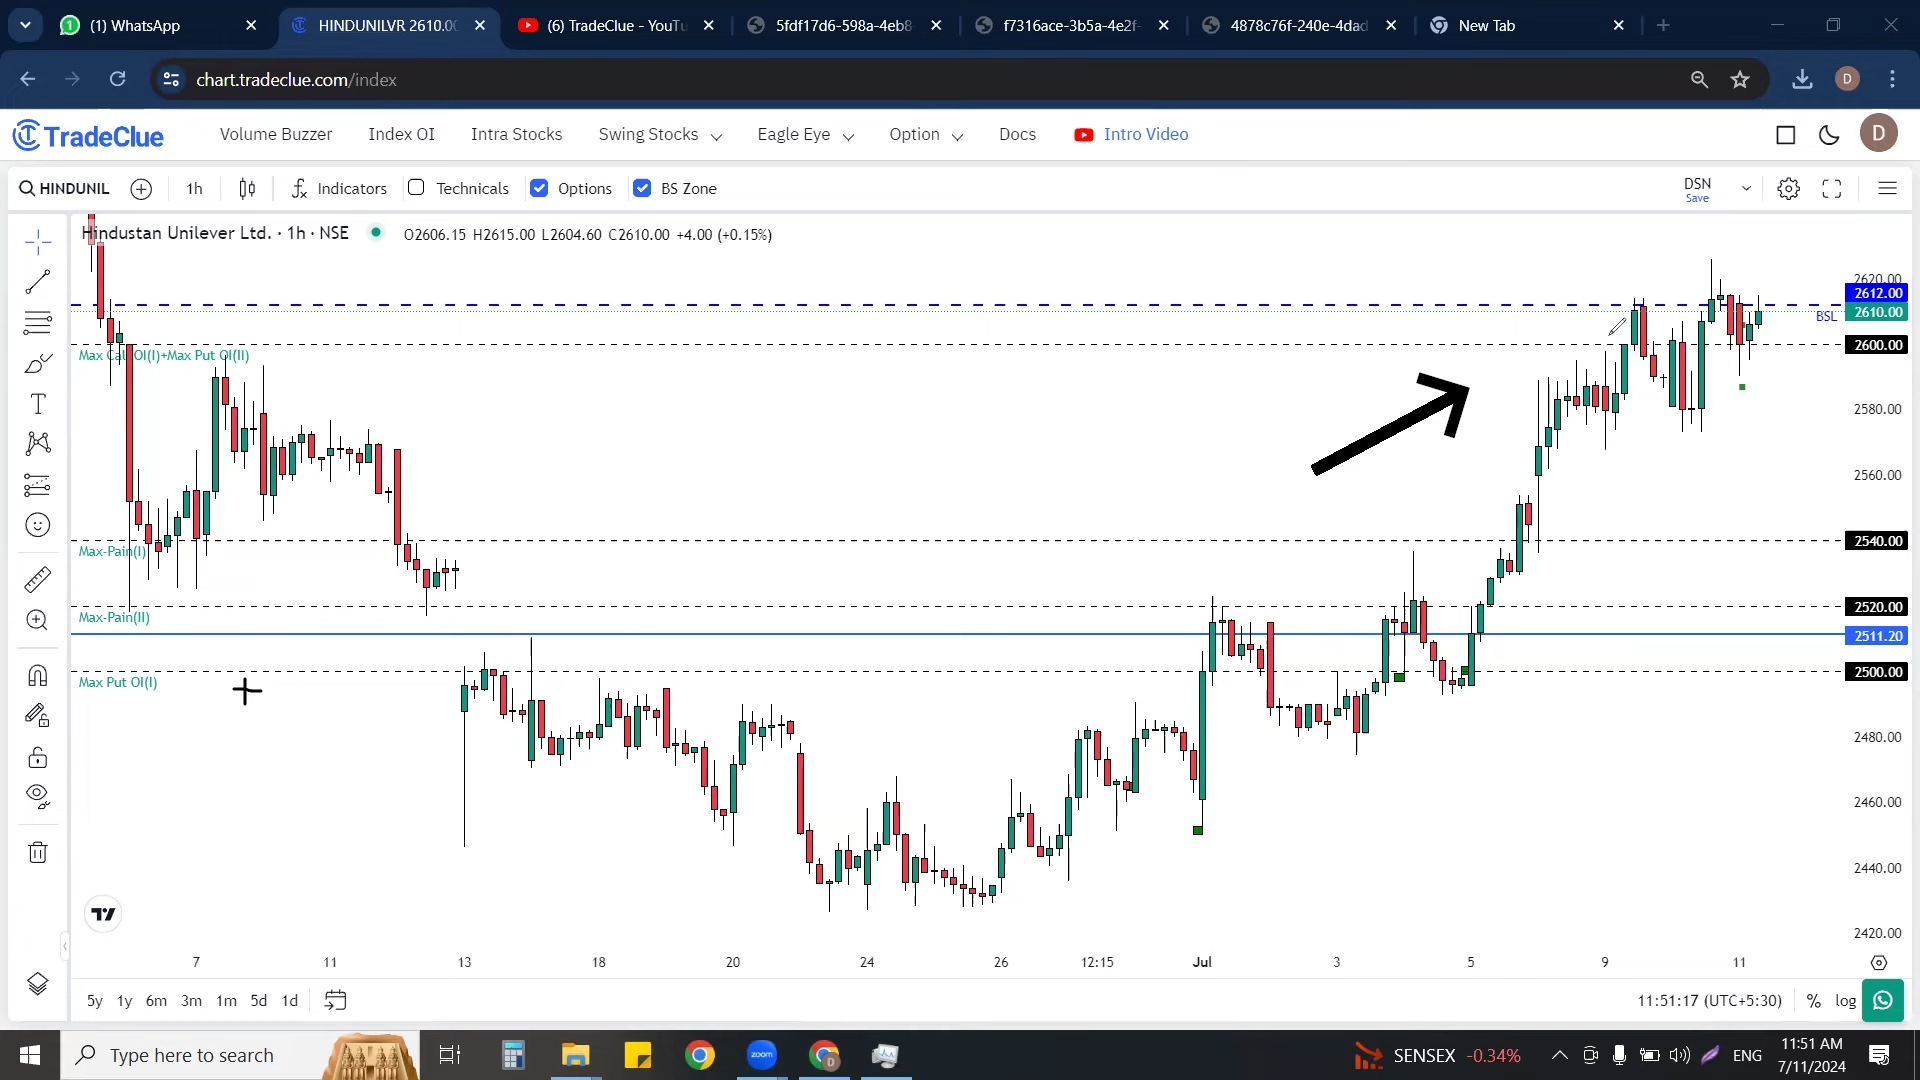 (1) WhatsApp
HINDUNILVR 2610.00
(6) TradeClue - YouTu
5fdf17d6-598a-4eb8
f7316ace-3b5a-4e2f-
4878c76f-240e-4dad
New Tab
chart.tradeclue.com/index
D
TradeClue
Volume Buzzer
Index OI
Intra Stocks
Swing Stocks
Eagle Eye
Option
Docs
Intro Video
D
HINDUNIL
1h
Indicators
Technicals
Options
BS Zone
DSN
Save
Hindustan Unilever Ltd. · 1h · NSE
O2606.15 H2615.00 L2604.60 C2610.00 +4.00 (+0.15%)
2620.00
2612.00
2610.00
BSL
2600.00
Max Call OI(I)+Max Put OI(II)
2580.00
2560.00
2540.00
Max-Pain(I)
2520.00
Max-Pain(II)
2511.20
2500.00
Max Put OI(I)
2480.00
2460.00
2440.00
2420.00
7
11
13
18
20
24
26
12:15
Jul
3
5
9
11
5y
1y
6m
3m
1m
5d
1d
11:51:17 (UTC+5:30)
%
log
Type here to search
zoom
D
SENSEX -0.34%
ENG
11:51 AM
7/11/2024